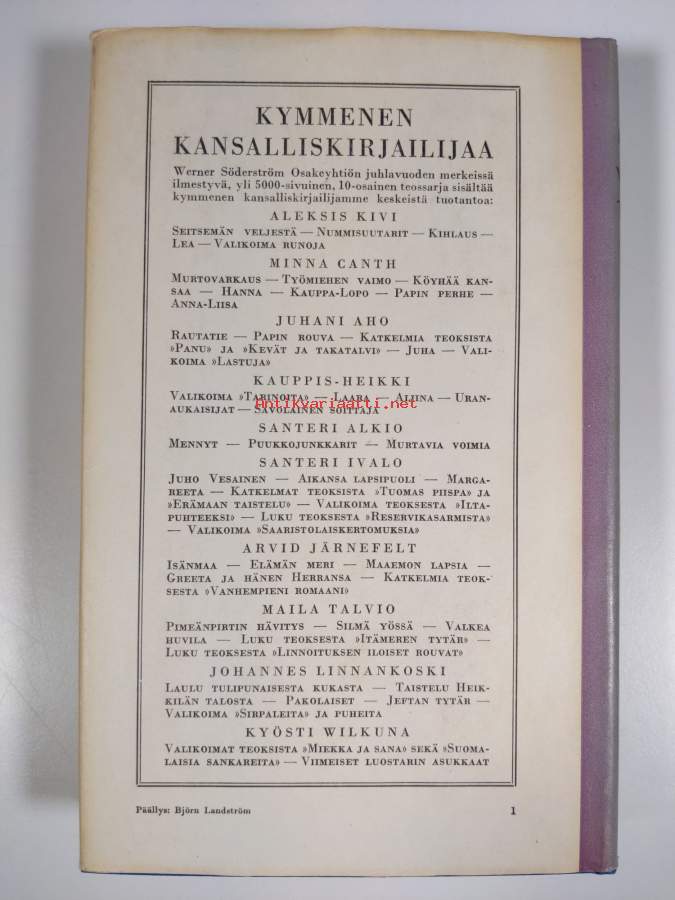 KYMMENEN
KANSALLISKIRJAILIJAA
Werner Söderström Osakeyhtiön juhlavuoden merkeissä
ilmestyvä, yli 5000-sivuinen, 10-osainen teossarja sisältää
kymmenen kansalliskirjailijamme keskeistä tuotantoa:
ALEKSIS KIVI
Seitsemän veljestä — Nummisuutarit — Kihlaus —
Lea — Valikoima runoja
MINNA CANTH
Murtovarkaus — Työmiehen vaimo — Köyhää kan-
saa — Hanna — Kauppa-Lopo — Papin perhe —
Anna-Liisa
JUHANI AHO
Rautatie — Papin rouva — Katkelmia teoksista
»Panu» ja »Kevät ja takatalvi» — Juha — Vali-
koima »Lastuja»
KAUPPIS-HEIKKI
Valikoima »Tarinoita» — Laara — Aliina — Uran-
aukaisijat — Savolainen soittaja
Antikvariaatti.net
SANTERI ALKIO
Mennyt — Puukkojunkkarit — Murtavia voimia
SANTERI IVALO
Juho Vesainen — Aikansa lapsipuoli — Marga-
reeta — Katkelmat teoksista »Tuomas piispa» ja
»Erämaan taistelu» — Valikoima teoksesta »Ilta-
puhteeksi» — Luku teoksesta »Reservikasarmista»
— Valikoima »Saaristolaiskertomuksia»
ARVID JÄRNEFELT
Isänmaa — Elämän meri — Maaemon lapsia —
Greeta ja hänen Herransa — Katkelmia teok-
sesta »Vanhempieni romaani»
MAILA TALVIO
Pimeänpirtin hävitys — Silmä yössä — Valkea
huvila — Luku teoksesta »Itämeren tytär» —
Luku teoksesta »Linnoituksen iloiset rouvat»
JOHANNES LINNANKOSKI
Laulu tulipunaisesta kukasta — Taistelu Heik-
kilän talosta — Pakolaiset — Jeftan tytär —
Valikoima »Sirpaleita» ja puheita
KYÖSTI WILKUNA
Valikoimat teoksista »Miekka ja sana» sekä »Suoma-
laisia sankareita» — Viimeiset luostarin asukkaat
Päällys: Björn Landström 1